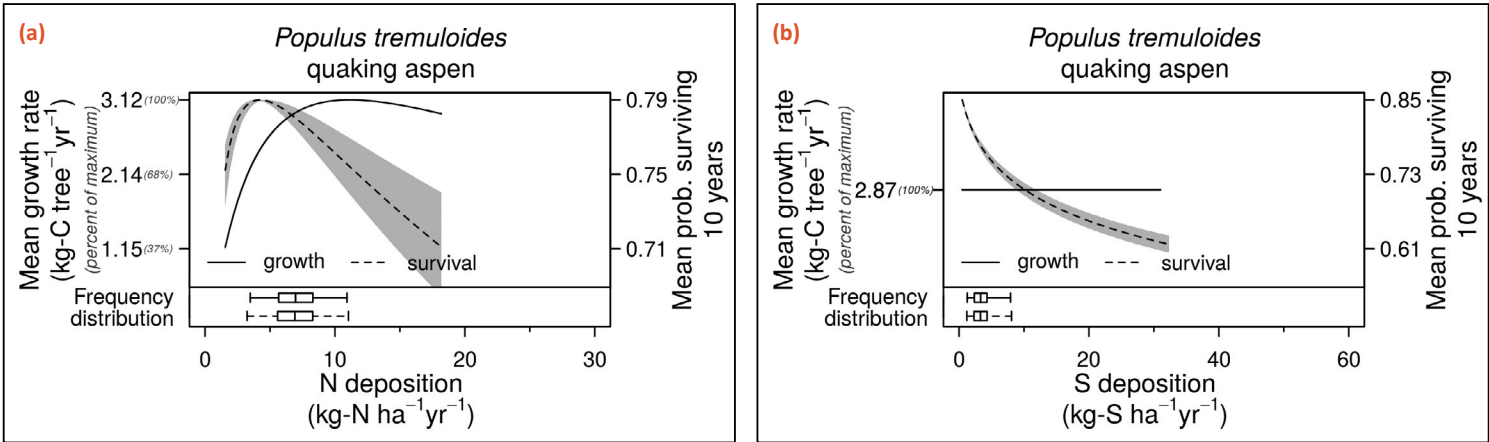 (a)
Populus tremuloides
quaking aspen
Mean growth rate
(kg-C tree⁻¹yr⁻¹)
(percent of maximum)
3.12 (100%)
2.14 (68%)
1.15 (37%)
0.79
0.75
0.71
Mean prob. surviving
10 years
growth
survival
Frequency
distribution
0 10 20 30
N deposition
(kg-N ha⁻¹yr⁻¹)
(b)
Populus tremuloides
quaking aspen
Mean growth rate
(kg-C tree⁻¹yr⁻¹)
(percent of maximum)
2.87 (100%)
0.85
0.73
0.61
Mean prob. surviving
10 years
growth
survival
Frequency
distribution
0 20 40 60
S deposition
(kg-S ha⁻¹yr⁻¹)